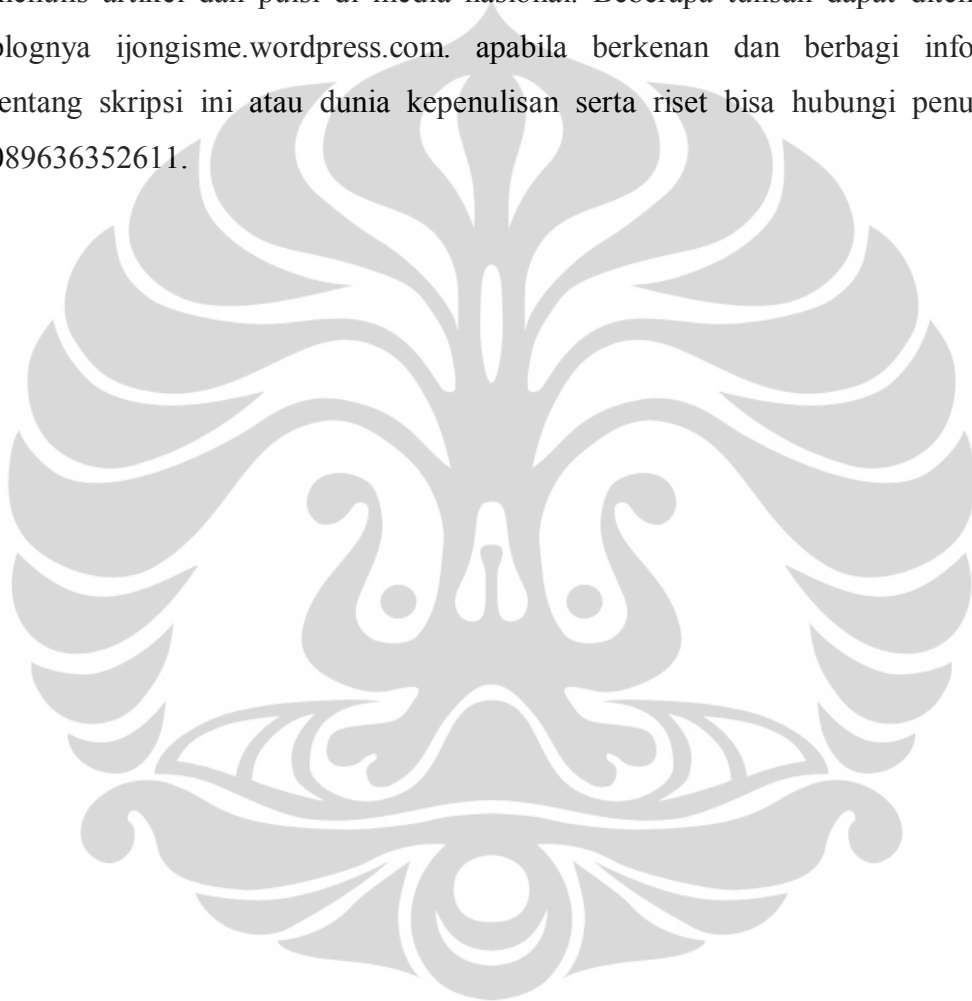 menulis artikel dan puisi di media nasional. Beberapa tulisan dapat ditem
blognya ijongisme.wordpress.com. apabila berkenan dan berbagi info
tentang skripsi ini atau dunia kepenulisan serta riset bisa hubungi penu
089636352611.